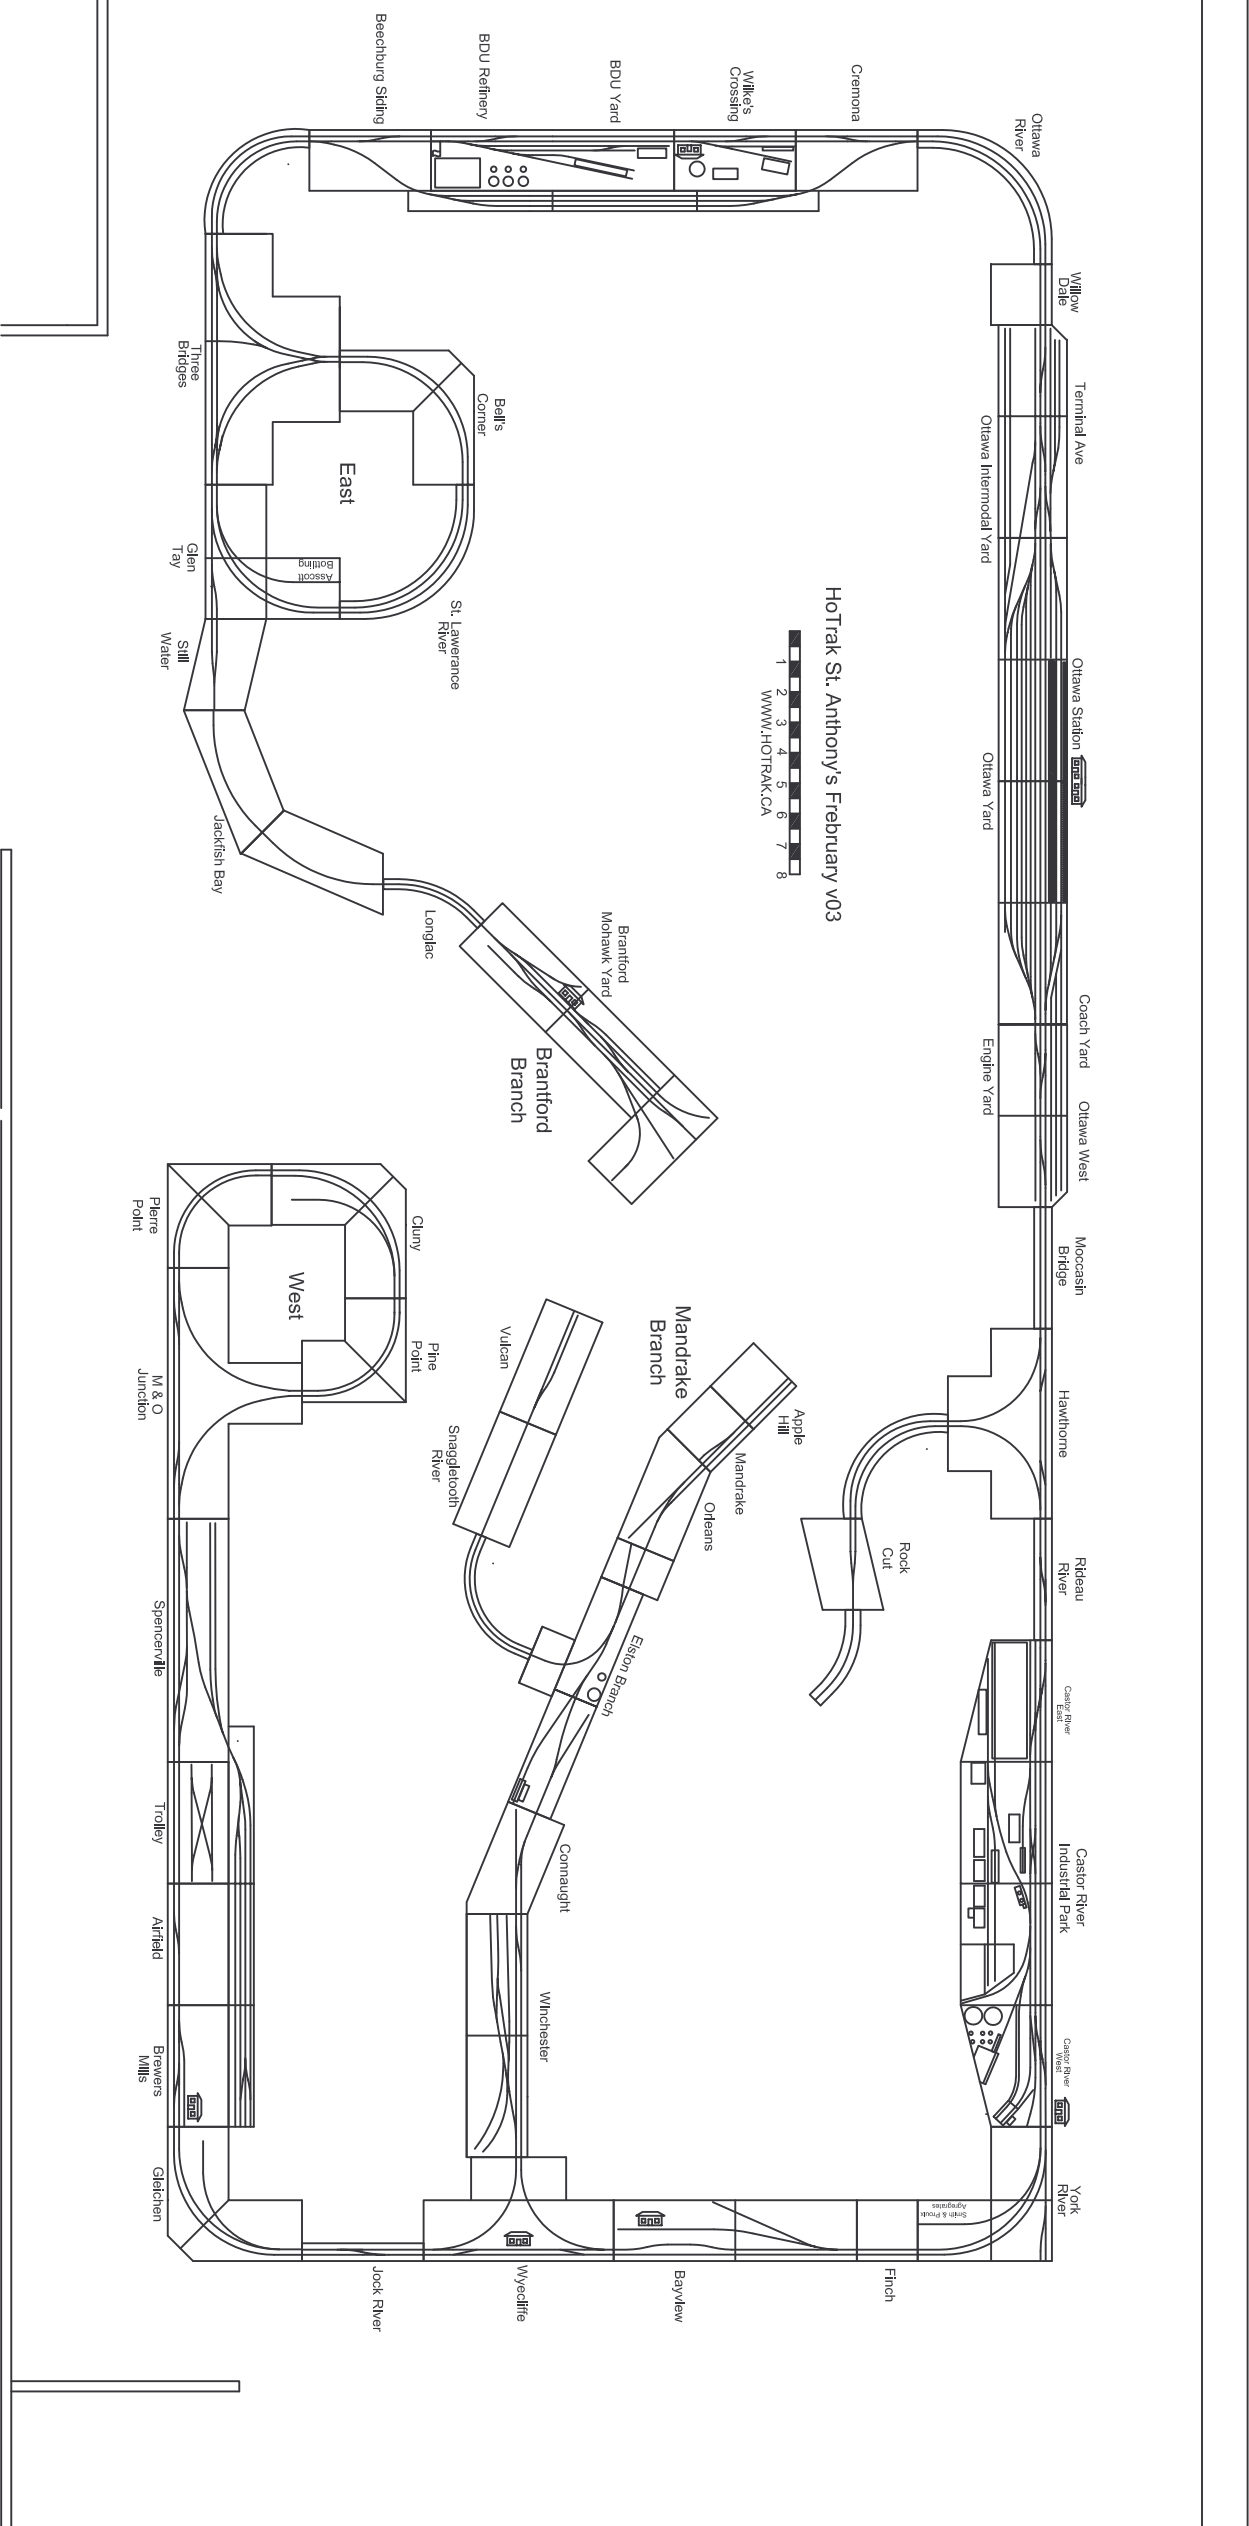 Beechburg Siding
BDU Refinery
BDU Yard
Wilke's
Crossing
Cremona
Ottawa
River
Willow
Dale
Terminal Ave
Ottawa Intermodal Yard
Ottawa Station
Ottawa Yard
Coach Yard
Engine Yard
Ottawa West
Moccasin
Bridge
Hawthorne
Rock
Cut
Rideau
River
Castor River
East
Castor River
Industrial Park
Castor River
West
York
River
Smith & Prouts
Agregrates
Finch
Bayview
Wyecliffe
Jock River
Gleichen
Brewers
Mills
Airfield
Trolley
Spencerville
M & O
Junction
Pierre
Point
West
Cluny
Pine
Point
Three
Bridges
Bell's
Corner
East
Glen
Tay
Asscott
Bottling
St. Lawerance
River
Still
Water
Jackfish Bay
Longlac
Brantford
Mohawk Yard
Brantford
Branch
HoTrak St. Anthony's Frebruary v03
1 2 3 4 5 6 7 8
WWW.HOTRAK.CA
Mandrake
Branch
Apple
Hill
Mandrake
Orleans
Vulcan
Snaggletooth
River
Elston Branch
Connaught
Winchester